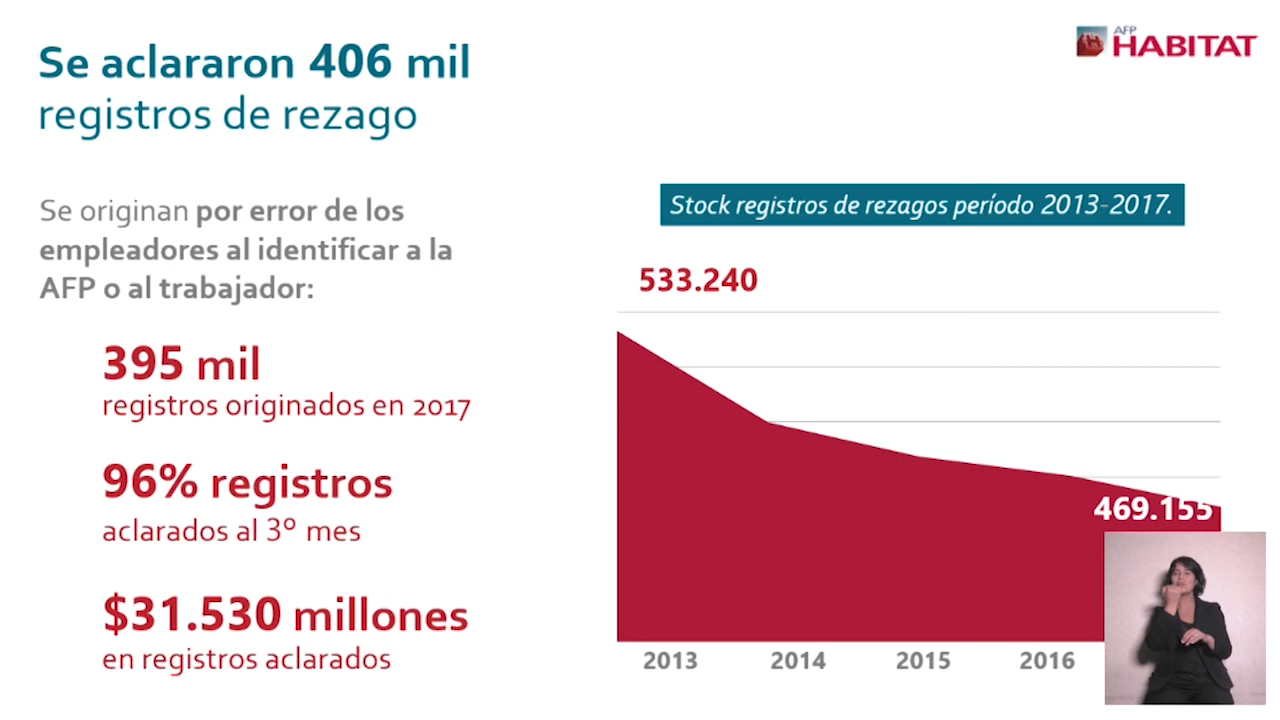 Se aclararon 406 mil
registros de rezago
AFP
HABITAT
Se originan por error de los
empleadores al identificar a la
AFP o al trabajador:
395 mil
registros originados en 2017
96% registros
aclarados al 3º mes
$31.530 millones
en registros aclarados
Stock registros de rezagos período 2013-2017.
533.240
469.155
2013 2014 2015 2016